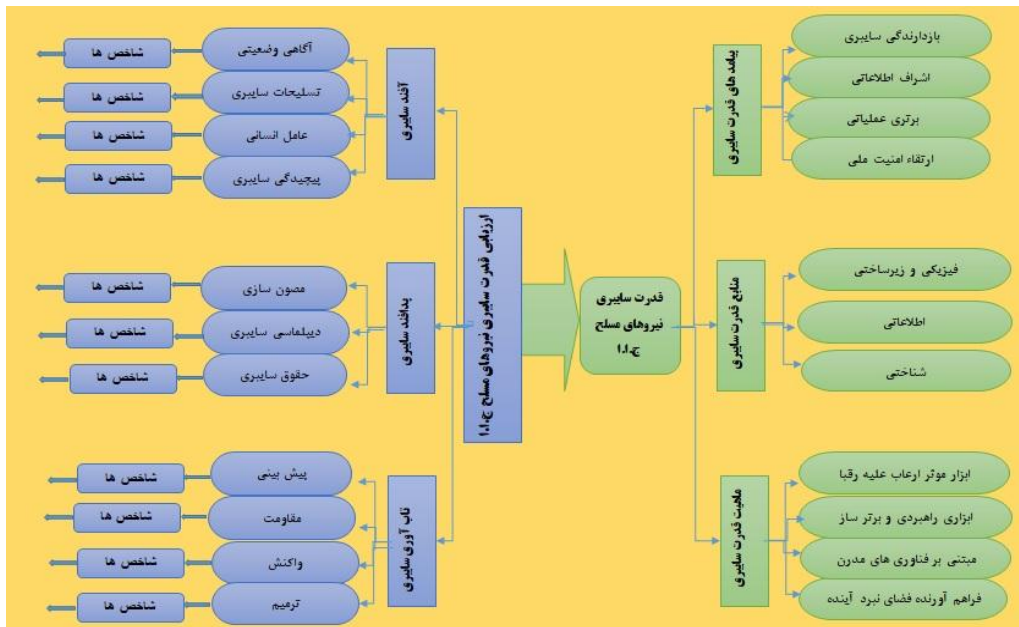 بازدارندگی سایبری
اشراف اطلاعاتی
برتری عملیاتی
ارتقاء امنیت ملی
پیامد های قدرت سایبری
فیزیکی و زیرساختی
اطلاعاتی
شناختی
منابع قدرت سایبری
ابزار موثر ارعاب علیه رقبا
ابزاری راهبردی و برتر ساز
مبتنی بر فناوری های مدرن
فراهم آورنده فضای نبرد آینده
ماهیت قدرت سایبری
قدرت سایبری
نیروهای مسلح
ج.ا.ا
ارزیابی قدرت سایبری نیروهای مسلح ج.ا.ا
آفند سایبری
آگاهی وضعیتی
شاخص ها
تسلیحات سایبری
شاخص ها
عامل انسانی
شاخص ها
پیچیدگی سایبری
شاخص ها
پدافند سایبری
مصون سازی
شاخص ها
دیپلماسی سایبری
شاخص ها
حقوق سایبری
شاخص ها
تاب آوری سایبری
پیش بینی
شاخص ها
مقاومت
شاخص ها
واکنش
شاخص ها
ترمیم
شاخص ها